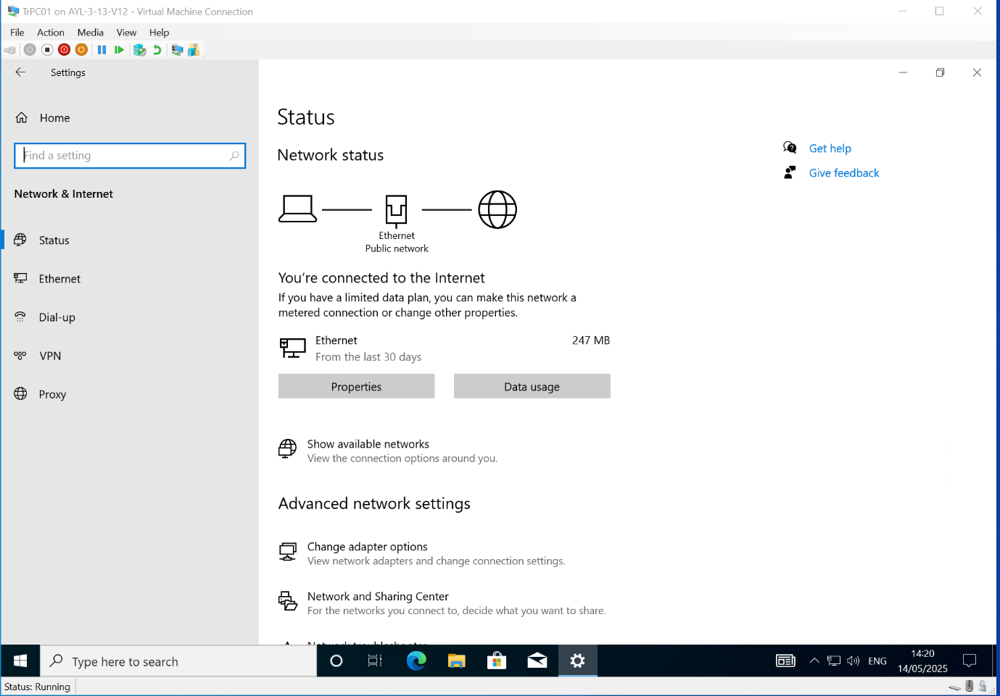 TrPC01 on AYL-3-13-V12 - Virtual Machine Connection
File Action Media View Help
Settings
Home
Find a setting
Network & Internet
Status
Ethernet
Dial-up
VPN
Proxy
Status
Network status
Ethernet
Public network
You're connected to the Internet
If you have a limited data plan, you can make this network a
metered connection or change other properties.
Ethernet 247 MB
From the last 30 days
Properties Data usage
Show available networks
View the connection options around you.
Advanced network settings
Change adapter options
View network adapters and change connection settings.
Network and Sharing Center
For the networks you connect to, decide what you want to share.
Network troubleshooter
Get help
Give feedback
Type here to search
ENG
14:20
14/05/2025
Status: Running